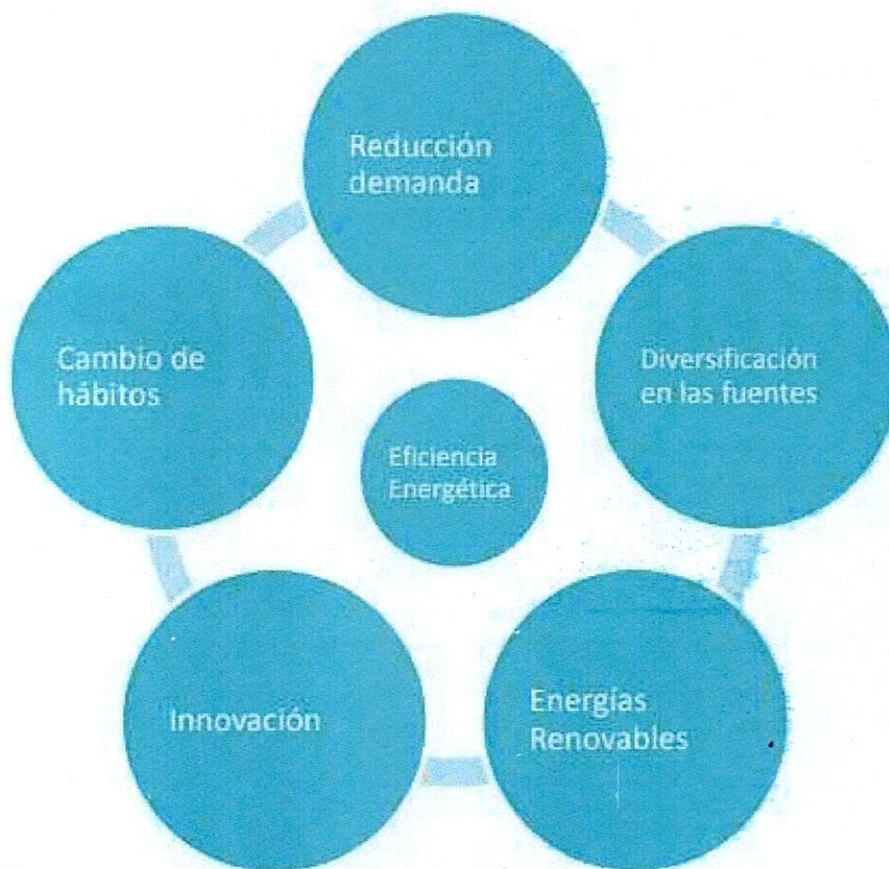 Reducción
demanda
Cambio de
hábitos
Diversificación
en las fuentes
Eficiencia
Energética
Innovación
Energías
Renovables